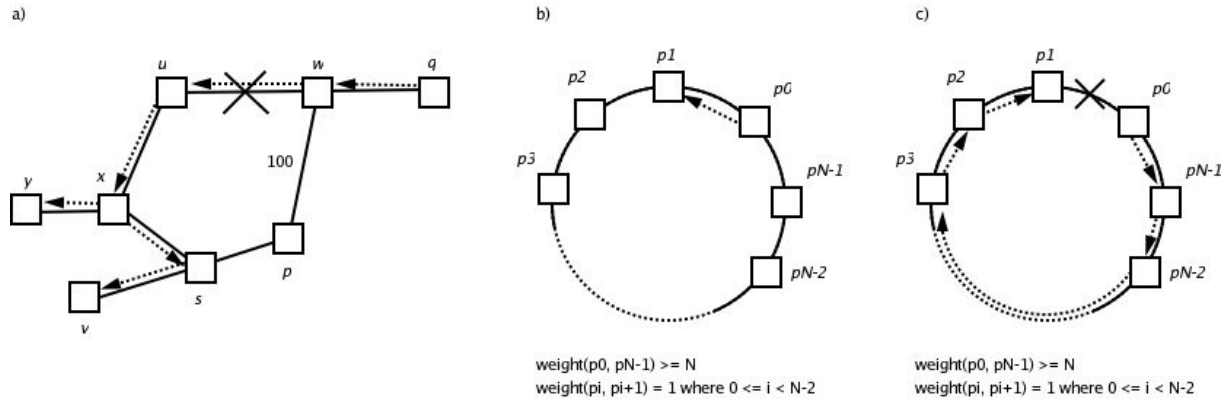 a)
b)
c)
u
w
q
100
y
x
p
s
v
p1
p2
p0
p3
pN-1
pN-2
weight(p0, pN-1) >= N
weight(pi, pi+1) = 1 where 0 <= i < N-2
p1
p2
p0
p3
pN-1
pN-2
weight(p0, pN-1) >= N
weight(pi, pi+1) = 1 where 0 <= i < N-2